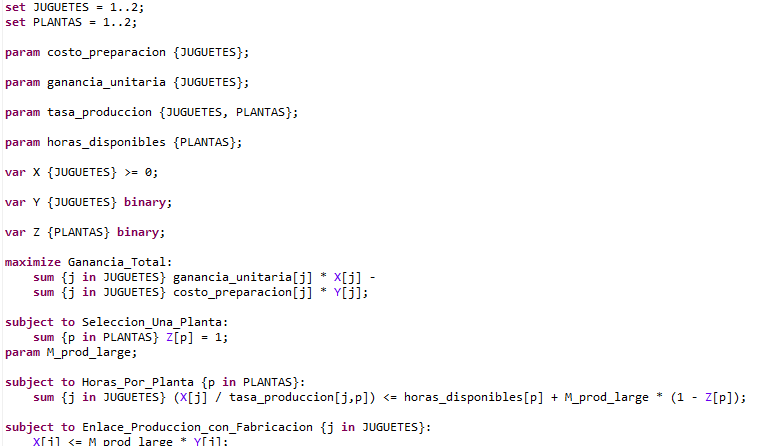 set JUGUETES = 1..2;
set PLANTAS = 1..2;
param costo_preparacion {JUGUETES};
param ganancia_unitaria {JUGUETES};
param tasa_produccion {JUGUETES, PLANTAS};
param horas_disponibles {PLANTAS};
var X {JUGUETES} >= 0;
var Y {JUGUETES} binary;
var Z {PLANTAS} binary;
maximize Ganancia_Total:
sum {j in JUGUETES} ganancia_unitaria[j] * X[j] -
sum {j in JUGUETES} costo_preparacion[j] * Y[j];
subject to Seleccion_Una_Planta:
sum {p in PLANTAS} Z[p] = 1;
param M_prod_large;
subject to Horas_Por_Planta {p in PLANTAS}:
sum {j in JUGUETES} (X[j] / tasa_produccion[j,p]) <= horas_disponibles[p] + M_prod_large * (1 - Z[p]);
subject to Enlace_Produccion_con_Fabricacion {j in JUGUETES}:
X[j] <= M_prod_large * Y[j];